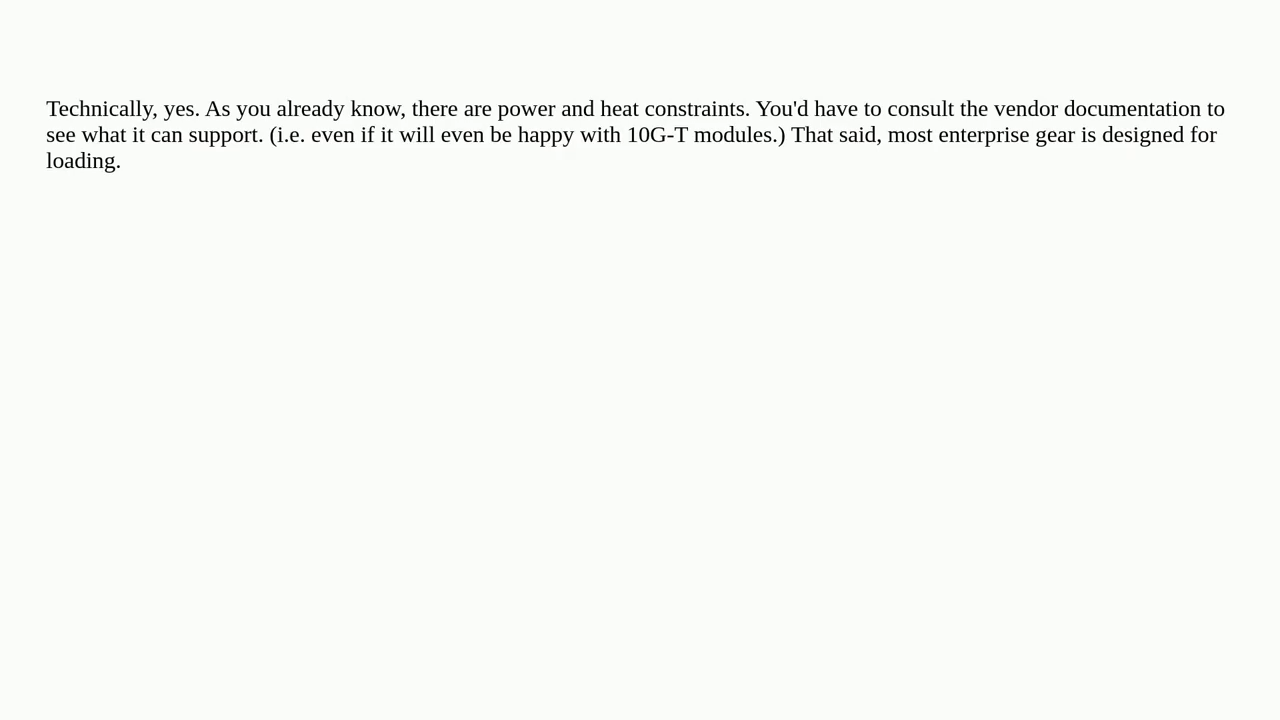 Technically, yes. As you already know, there are power and heat constraints. You'd have to consult the vendor documentation to
see what it can support. (i.e. even if it will even be happy with 10G-T modules.) That said, most enterprise gear is designed for
loading.